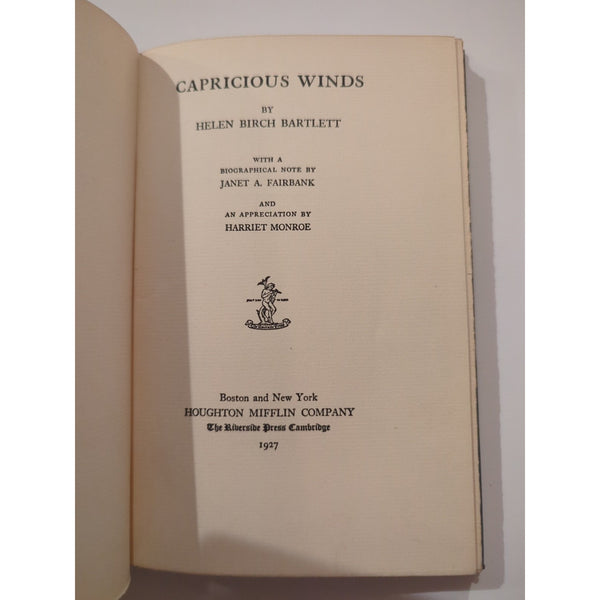 CAPRICIOUS WINDS
BY
HELEN BIRCH BARTLETT
WITH A
BIOGRAPHICAL NOTE BY
JANET A. FAIRBANK
AND
AN APPRECIATION BY
HARRIET MONROE
Boston and New York
HOUGHTON MIFFLIN COMPANY
The Riverside Press Cambridge
1927